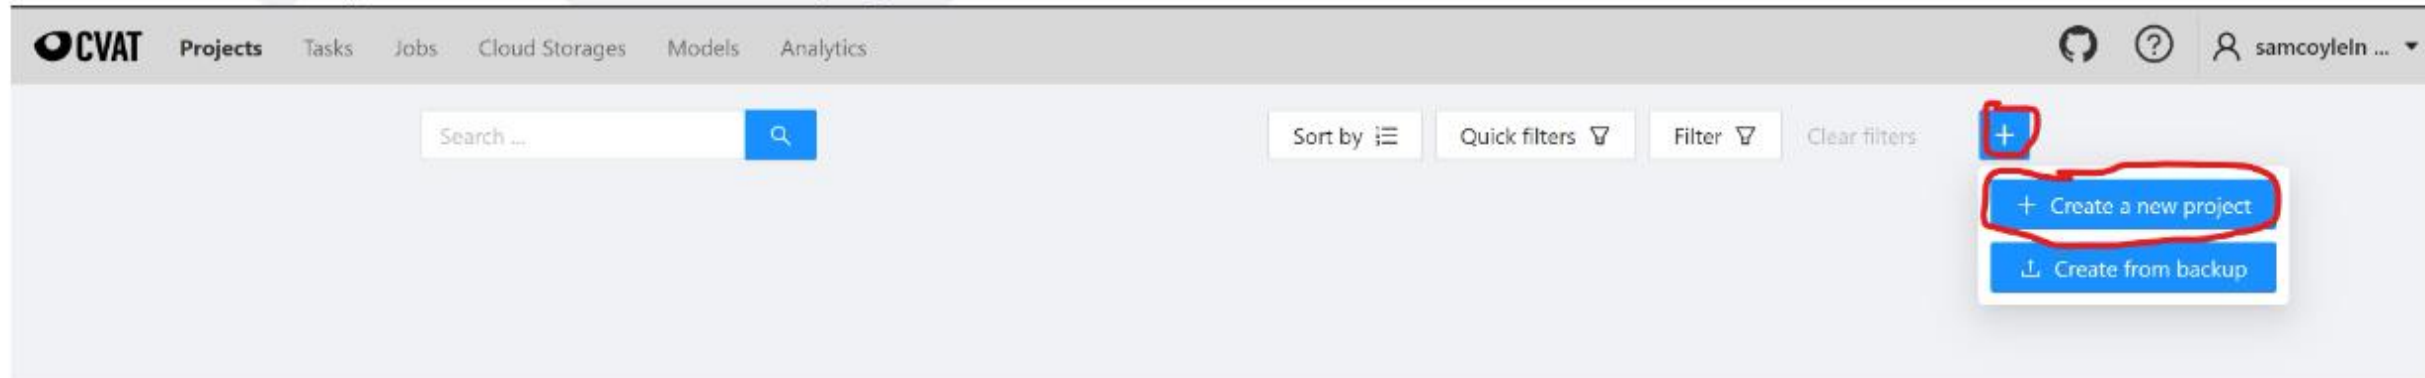 CVAT Projects Tasks Jobs Cloud Storages Models Analytics samcoyleln ...
Search ... Sort by Quick filters Filter Clear filters
Create a new project
Create from backup